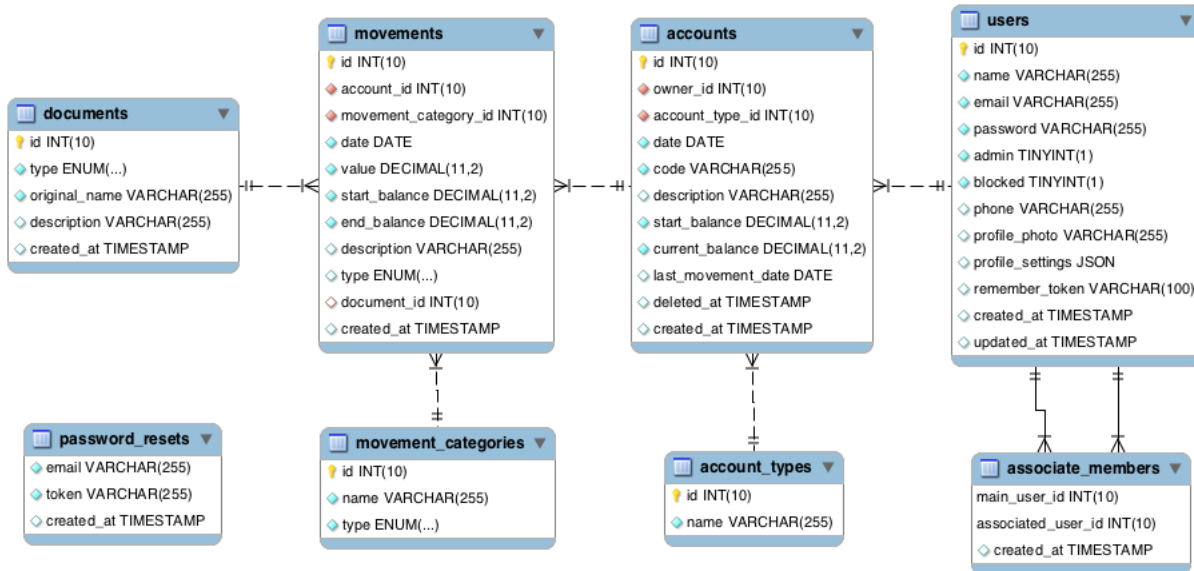 documents
id INT(10)
type ENUM(...)
original_name VARCHAR(255)
description VARCHAR(255)
created_at TIMESTAMP
movements
id INT(10)
account_id INT(10)
movement_category_id INT(10)
date DATE
value DECIMAL(11,2)
start_balance DECIMAL(11,2)
end_balance DECIMAL(11,2)
description VARCHAR(255)
type ENUM(...)
document_id INT(10)
created_at TIMESTAMP
accounts
id INT(10)
owner_id INT(10)
account_type_id INT(10)
date DATE
code VARCHAR(255)
description VARCHAR(255)
start_balance DECIMAL(11,2)
current_balance DECIMAL(11,2)
last_movement_date DATE
deleted_at TIMESTAMP
created_at TIMESTAMP
users
id INT(10)
name VARCHAR(255)
email VARCHAR(255)
password VARCHAR(255)
admin TINYINT(1)
blocked TINYINT(1)
phone VARCHAR(255)
profile_photo VARCHAR(255)
profile_settings JSON
remember_token VARCHAR(100)
created_at TIMESTAMP
updated_at TIMESTAMP
password_resets
email VARCHAR(255)
token VARCHAR(255)
created_at TIMESTAMP
movement_categories
id INT(10)
name VARCHAR(255)
type ENUM(...)
account_types
id INT(10)
name VARCHAR(255)
associate_members
main_user_id INT(10)
associated_user_id INT(10)
created_at TIMESTAMP